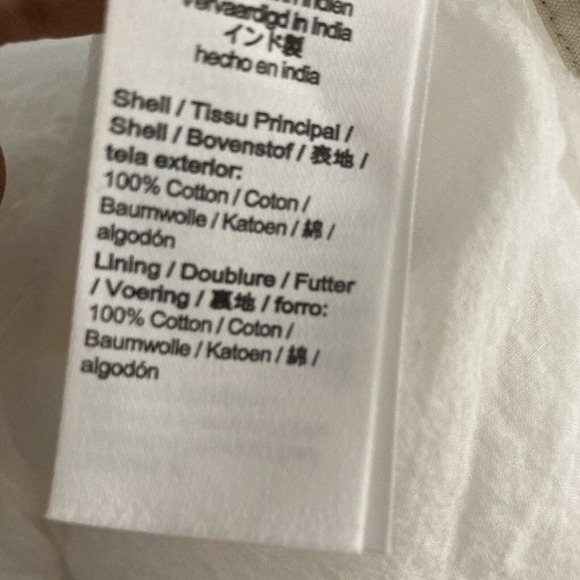 Indien
vervaardigd in India
インド製
hecho en india
Shell / Tissu Principal /
Shell / Bovenstof / 表地 /
tela exterior:
100% Cotton / Coton /
Baumwolle / Katoen / 綿 /
algodón
Lining / Doublure / Futter
/ Voering / 裏地 / forro:
100% Cotton / Coton /
Baumwolle / Katoen / 綿 /
algodón